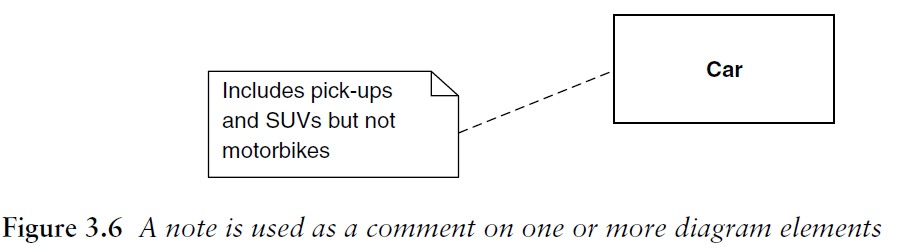 Car
Includes pick-ups
and SUVs but not
motorbikes
Figure 3.6 A note is used as a comment on one or more diagram elements